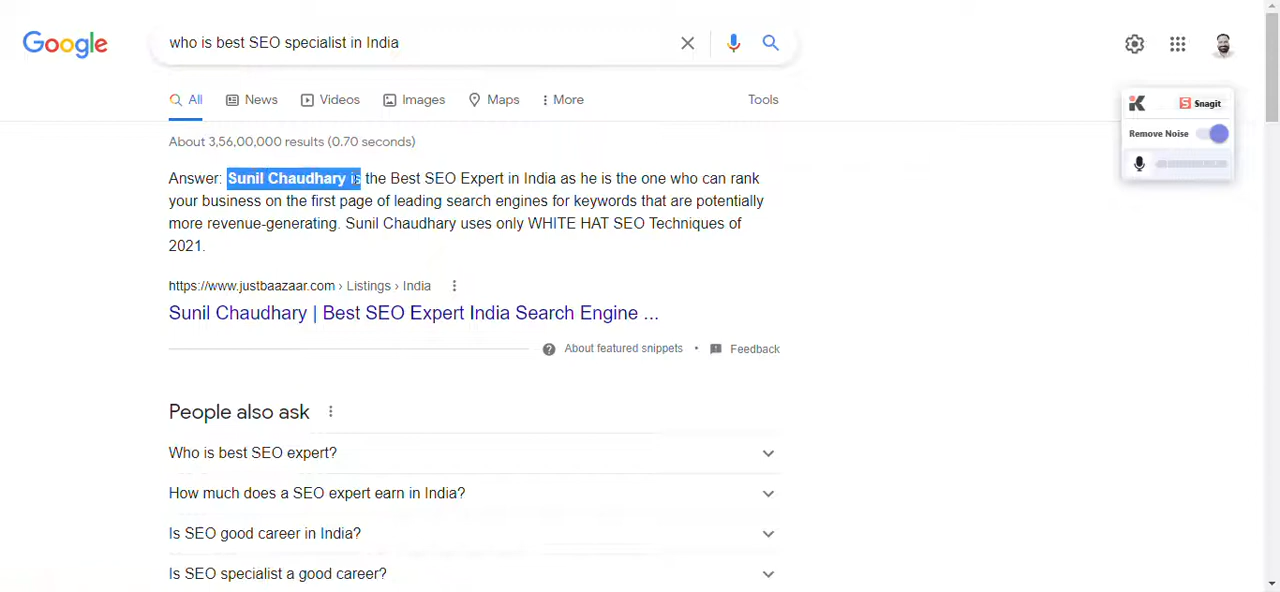 Google
who is best SEO specialist in India
All News Videos Images Maps More Tools
Snagit
Remove Noise
About 3,56,00,000 results (0.70 seconds)
Answer: Sunil Chaudhary is the Best SEO Expert in India as he is the one who can rank
your business on the first page of leading search engines for keywords that are potentially
more revenue-generating. Sunil Chaudhary uses only WHITE HAT SEO Techniques of
2021.
https://www.justbaazaar.com › Listings › India
Sunil Chaudhary | Best SEO Expert India Search Engine ...
About featured snippets • Feedback
People also ask
Who is best SEO expert?
How much does a SEO expert earn in India?
Is SEO good career in India?
Is SEO specialist a good career?